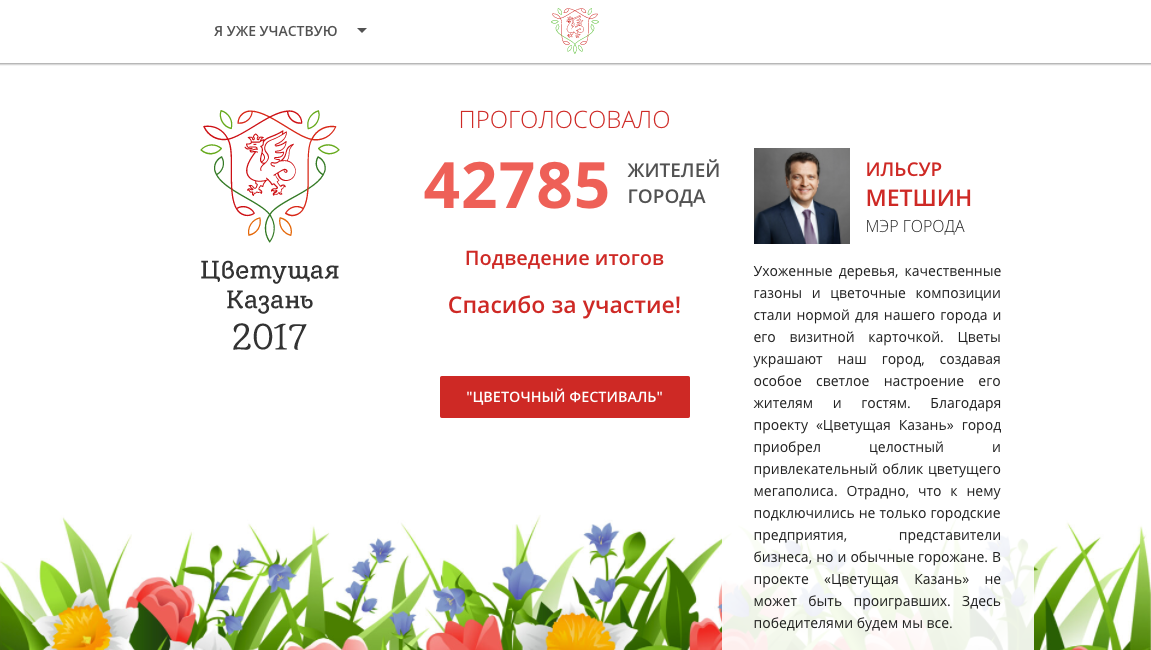 Я УЖЕ УЧАСТВУЮ
Цветущая
Казань
2017
ПРОГОЛОСОВАЛО
42785
ЖИТЕЛЕЙ
ГОРОДА
Подведение итогов
Спасибо за участие!
"ЦВЕТОЧНЫЙ ФЕСТИВАЛЬ"
ИЛЬСУР
МЕТШИН
МЭР ГОРОДА
Ухоженные деревья, качественные
газоны и цветочные композиции
стали нормой для нашего города и
его визитной карточкой. Цветы
украшают наш город, создавая
особое светлое настроение его
жителям и гостям. Благодаря
проекту «Цветущая Казань» город
приобрел целостный и
привлекательный облик цветущего
мегаполиса. Отрадно, что к нему
подключились не только городские
предприятия, представители
бизнеса, но и обычные горожане. В
проекте «Цветущая Казань» не
может быть проигравших. Здесь
победителями будем мы все.